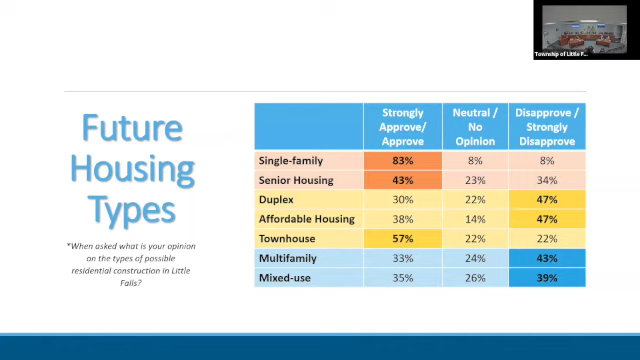 Township of Little F...
Future
Housing
Types
*When asked what is your opinion
on the types of possible
residential construction in Little
Falls?
Strongly Approve/ Approve | Neutral / No Opinion | Disapprove / Strongly Disapprove
Single-family 83% 8% 8%
Senior Housing 43% 23% 34%
Duplex 30% 22% 47%
Affordable Housing 38% 14% 47%
Townhouse 57% 22% 22%
Multifamily 33% 24% 43%
Mixed-use 35% 26% 39%